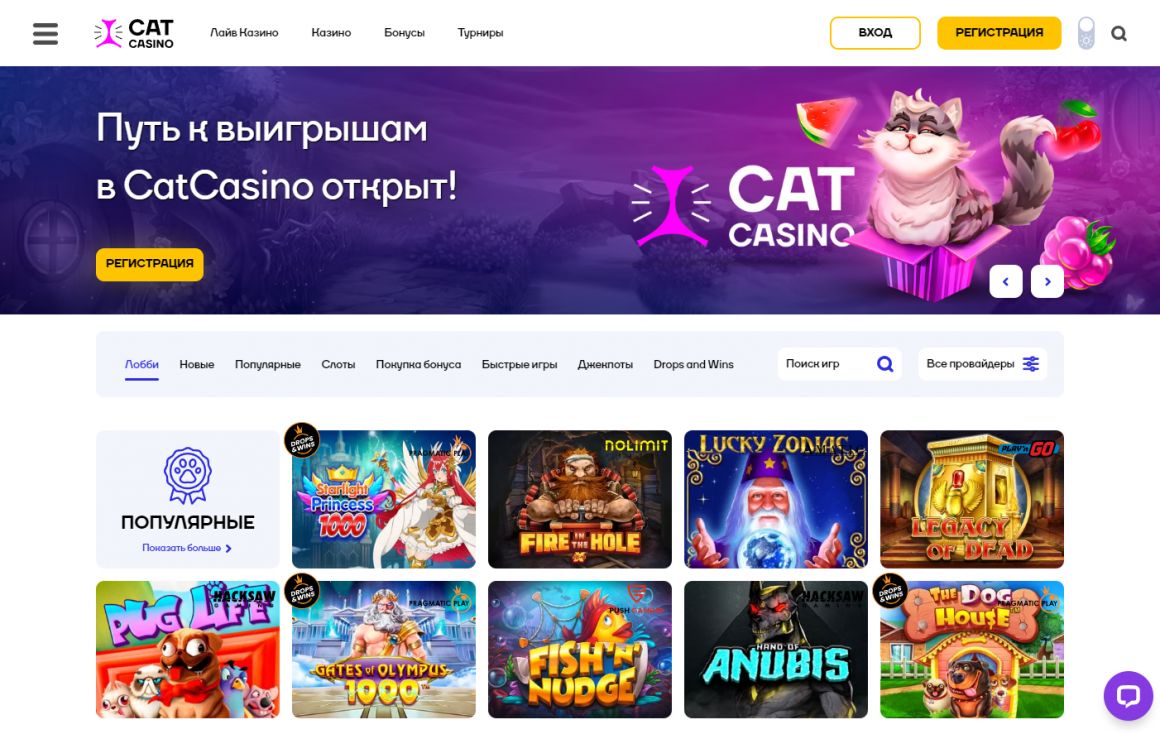 CAT
CASINO
Лайв Казино
Казино
Бонусы
Турниры
ВХОД
РЕГИСТРАЦИЯ
Путь к выигрышам
в CatCasino открыт!
CAT
CASINO
РЕГИСТРАЦИЯ
Лобби
Новые
Популярные
Слоты
Покупка бонуса
Быстрые игры
Джекпоты
Drops and Wins
Поиск игр
Все провайдеры
ПОПУЛЯРНЫЕ
Показать больше
DROPS
&WINS
PRAGMATIC PLAY
Starlight
Princess
1000
NOLIMIT
FIRE IN THE HOLE
LUCKY ZODIAC
PLAY'N GO
LEGACY
OF DEAD
HACKSAW
GAMING
PUG LIFE
DROPS
&WINS
PRAGMATIC PLAY
GATES OF OLYMPUS
1000™
PUSH GAMING
FISH'N'
NUDGE
HACKSAW
GAMING
HAND OF
ANUBIS
DROPS
&WINS
THE DOG
HOUSE
PRAGMATIC PLAY